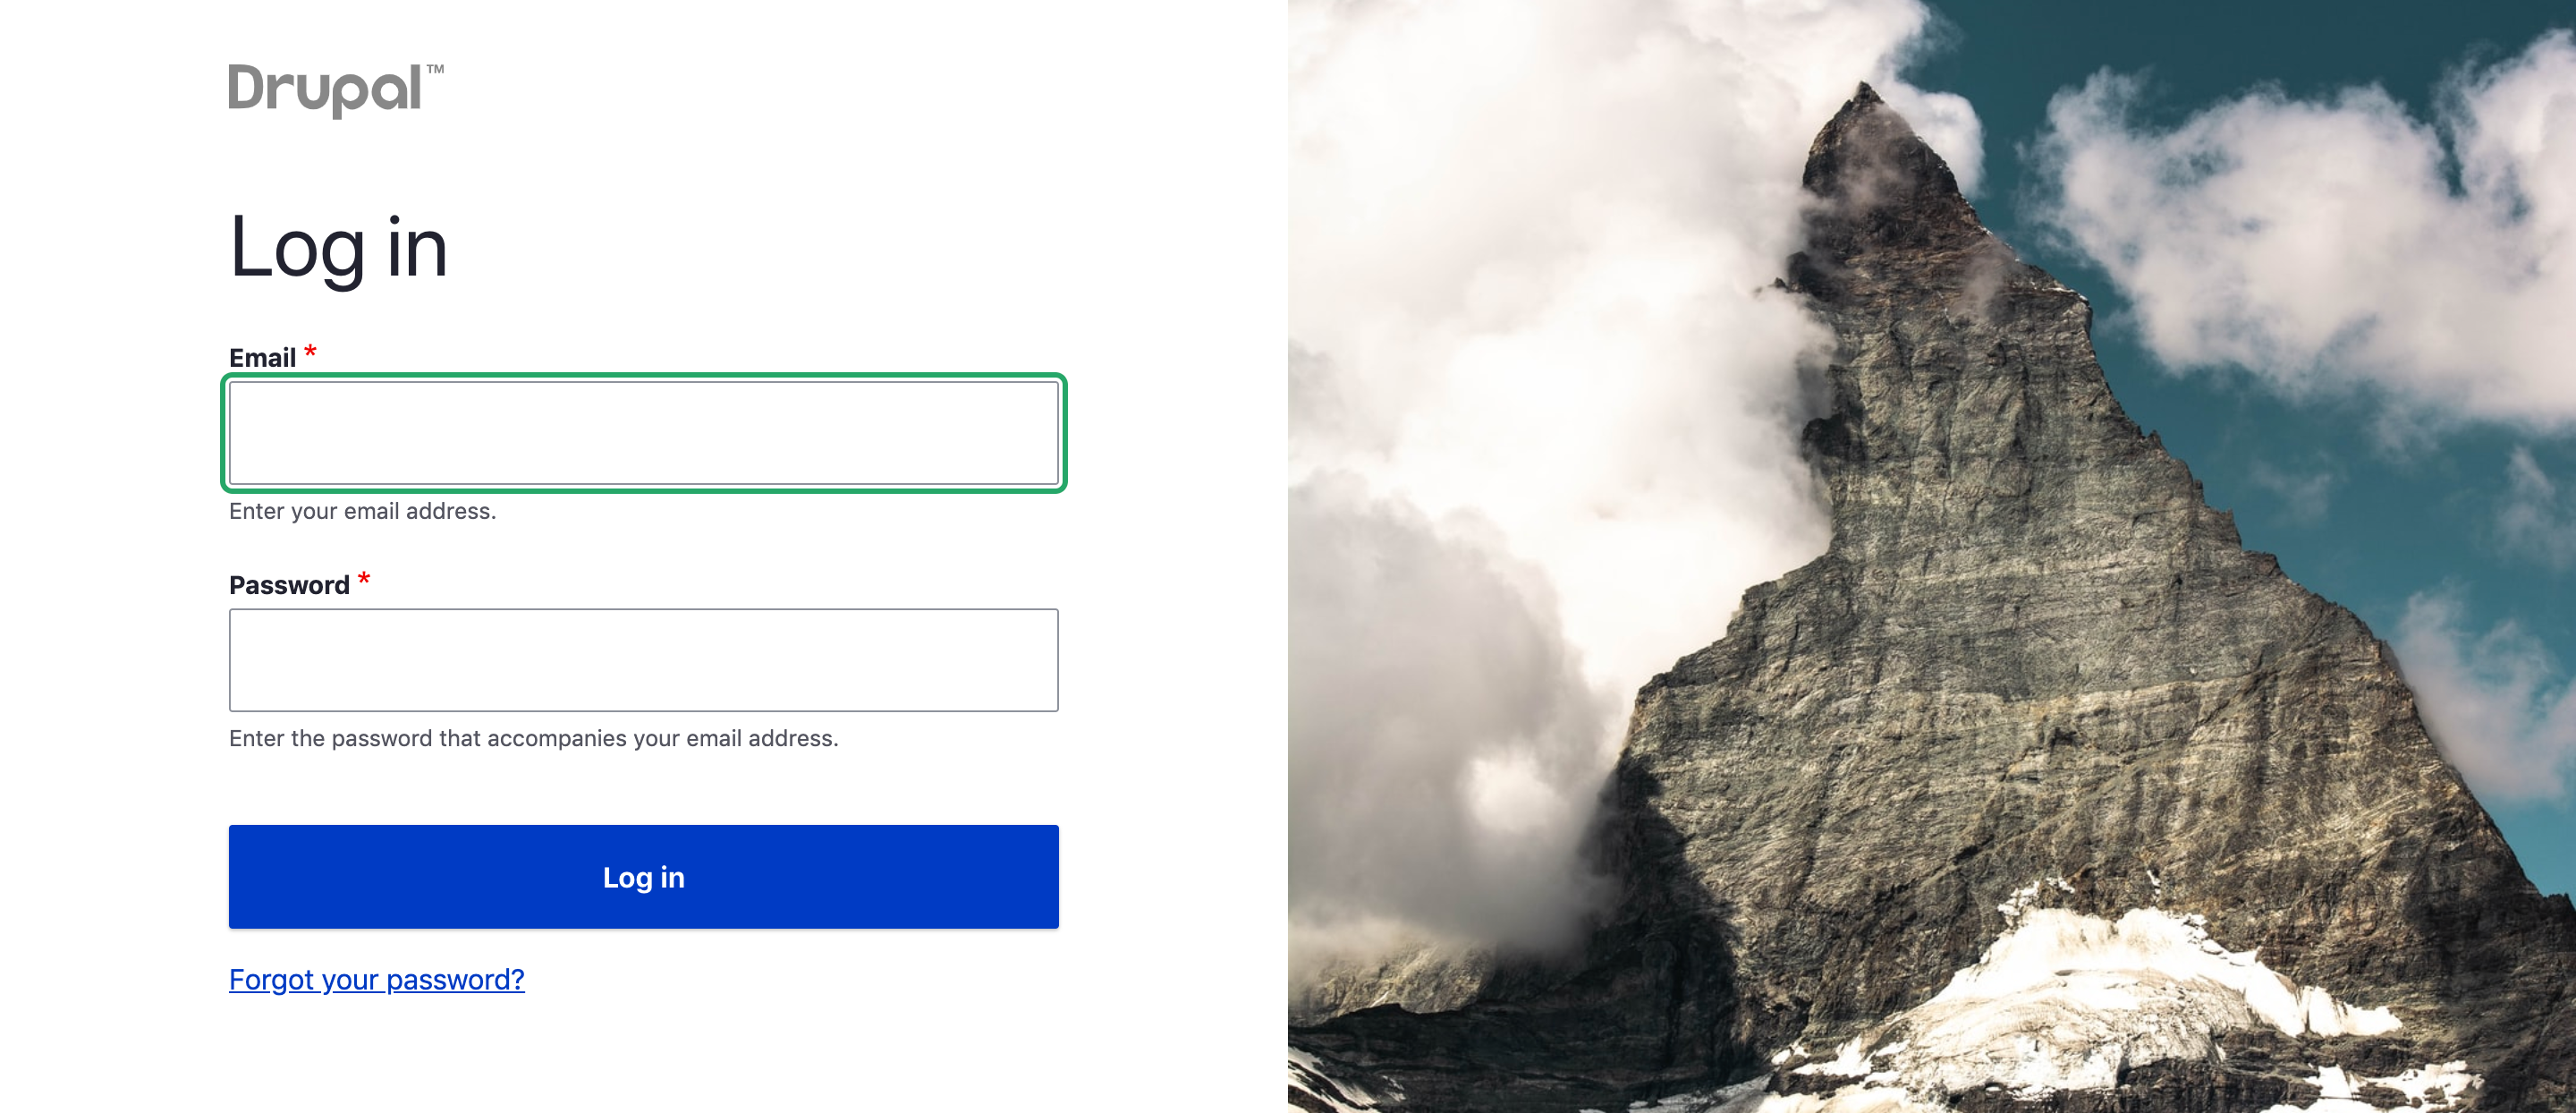 Drupal™
Log in
Email *
Enter your email address.
Password *
Enter the password that accompanies your email address.
Log in
Forgot your password?